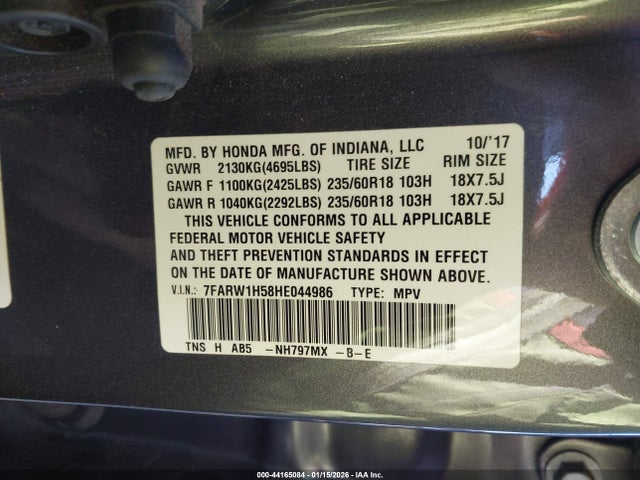 MFD. BY HONDA MFG. OF INDIANA, LLC 10/'17
GVWR 2130KG(4695LBS) TIRE SIZE RIM SIZE
GAWR F 1100KG(2425LBS) 235/60R18 103H 18X7.5J
GAWR R 1040KG(2292LBS) 235/60R18 103H 18X7.5J
THIS VEHICLE CONFORMS TO ALL APPLICABLE
FEDERAL MOTOR VEHICLE SAFETY
AND THEFT PREVENTION STANDARDS IN EFFECT
ON THE DATE OF MANUFACTURE SHOWN ABOVE.
V.I.N.: 7FARW1H58HE044986 TYPE: MPV
TNS H AB5 -NH797MX -B-E
000-44165084 - 01/15/2026 - IAA Inc.